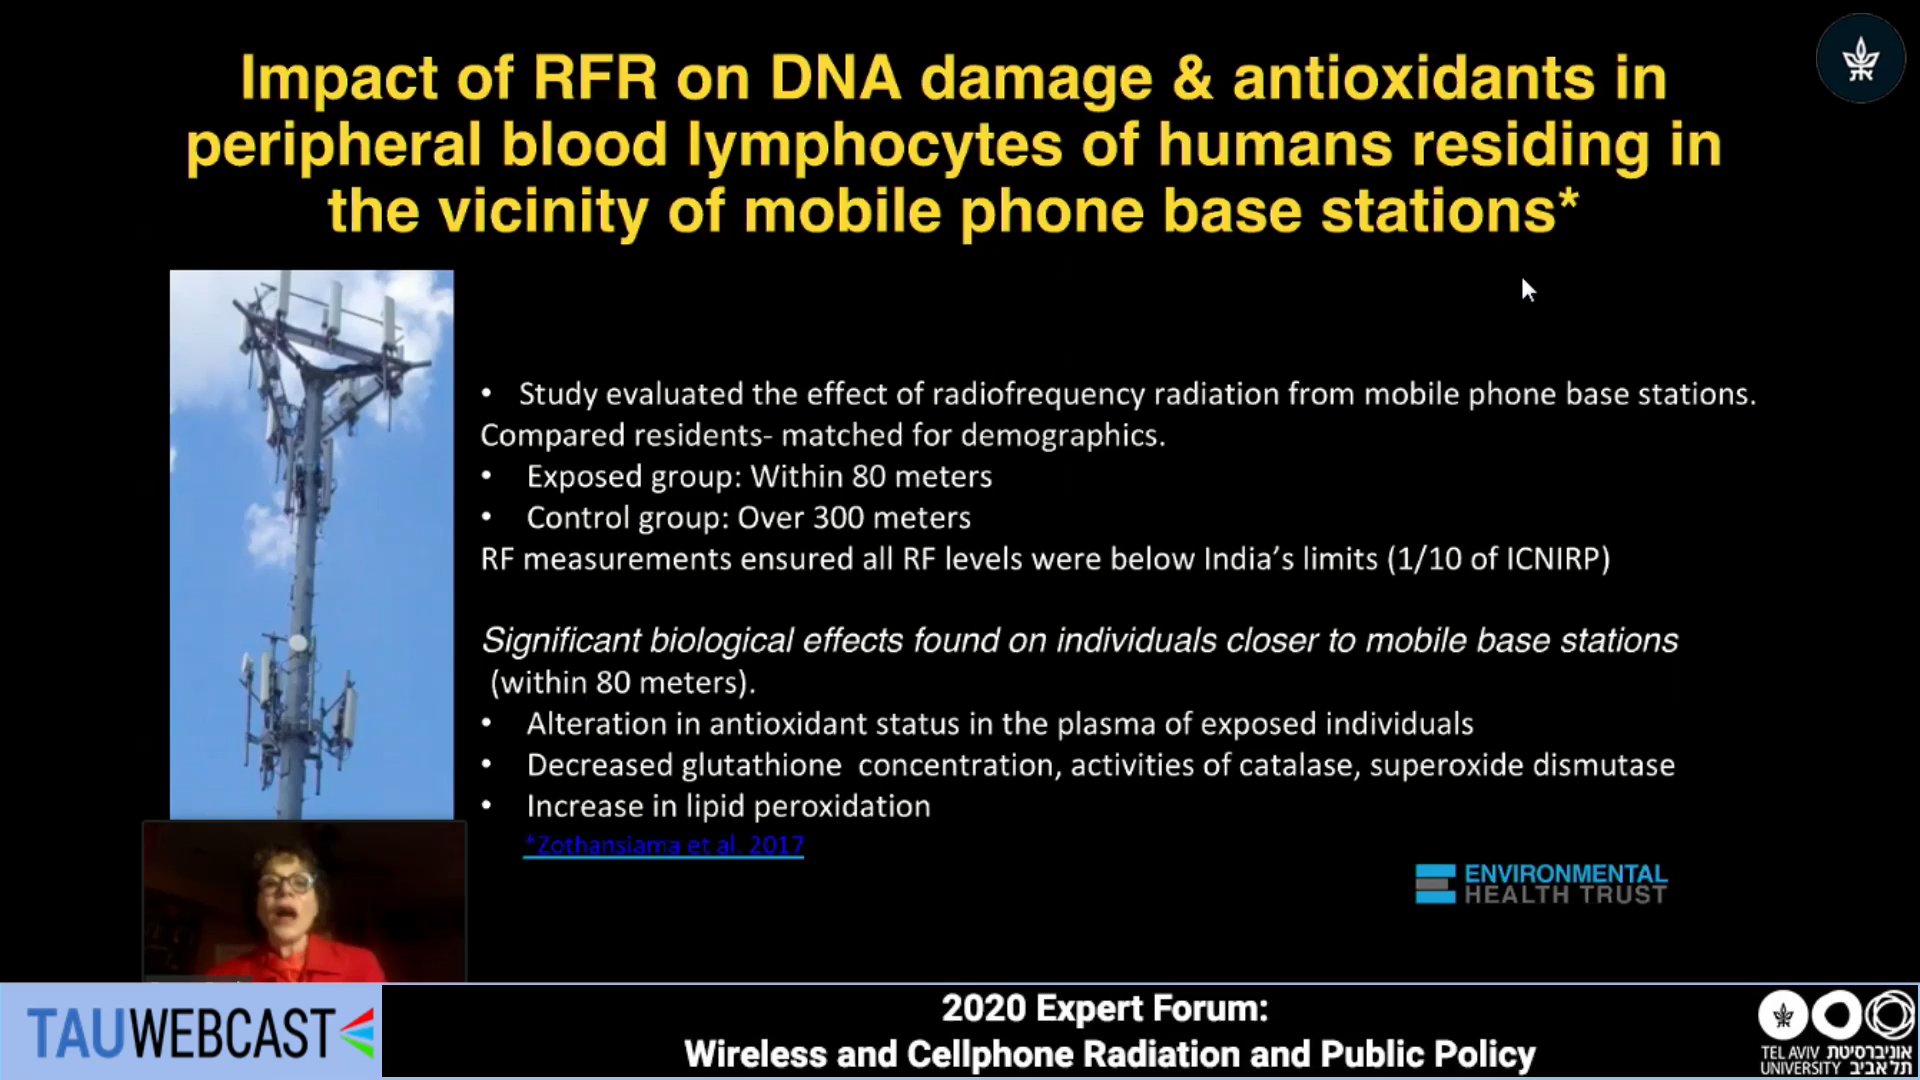 Impact of RFR on DNA damage & antioxidants in
peripheral blood lymphocytes of humans residing in
the vicinity of mobile phone base stations*
• Study evaluated the effect of radiofrequency radiation from mobile phone base stations.
Compared residents- matched for demographics.
• Exposed group: Within 80 meters
• Control group: Over 300 meters
RF measurements ensured all RF levels were below India’s limits (1/10 of ICNIRP)
Significant biological effects found on individuals closer to mobile base stations
(within 80 meters).
• Alteration in antioxidant status in the plasma of exposed individuals
• Decreased glutathione concentration, activities of catalase, superoxide dismutase
• Increase in lipid peroxidation
*Zothansiama et al. 2017
ENVIRONMENTAL
HEALTH TRUST
TAUWEBCAST
2020 Expert Forum:
Wireless and Cellphone Radiation and Public Policy
TEL AVIV אוניברסיטת
UNIVERSITY תל אביב